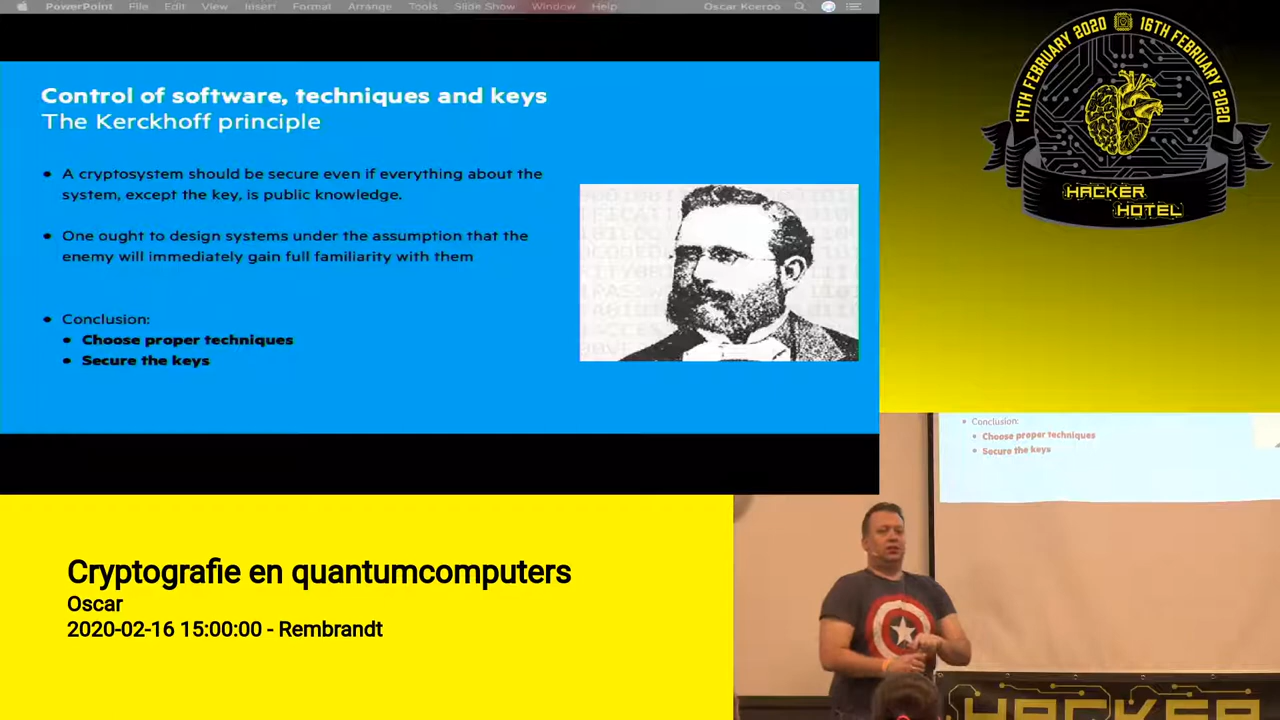 PowerPoint File Edit View Insert Format Arrange Tools Slide Show Window Help
Control of software, techniques and keys
The Kerckhoff principle
• A cryptosystem should be secure even if everything about the
system, except the key, is public knowledge.
• One ought to design systems under the assumption that the
enemy will immediately gain full familiarity with them
• Conclusion:
• Choose proper techniques
• Secure the keys
14TH FEBRUARY 2020 16TH FEBRUARY 2020
HACKER
HOTEL
• Conclusion:
• Choose proper techniques
• Secure the keys
Cryptografie en quantumcomputers
Oscar
2020-02-16 15:00:00 - Rembrandt